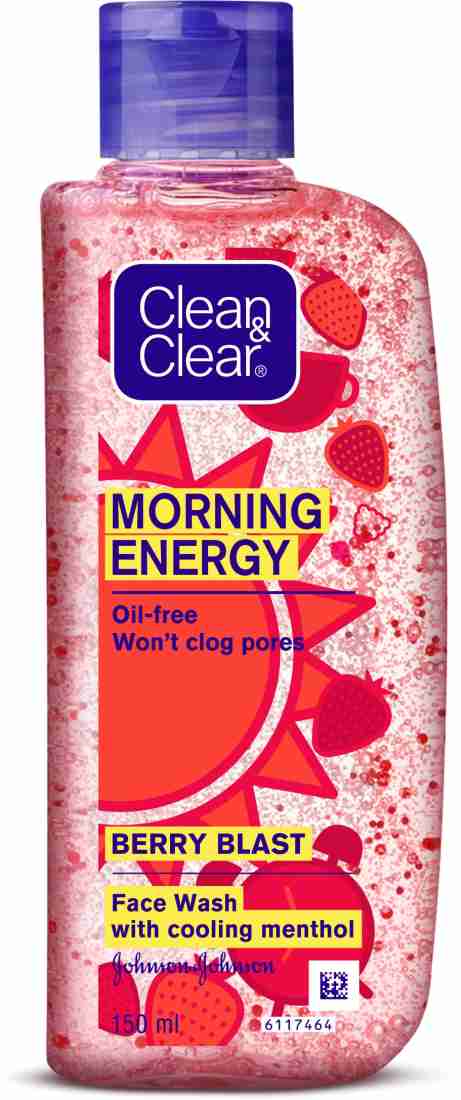 Clean &
Clear®
MORNING
ENERGY
Oil-free
Won't clog pores
BERRY BLAST
Face Wash
with cooling menthol
Johnson & Johnson
150 ml
6117464